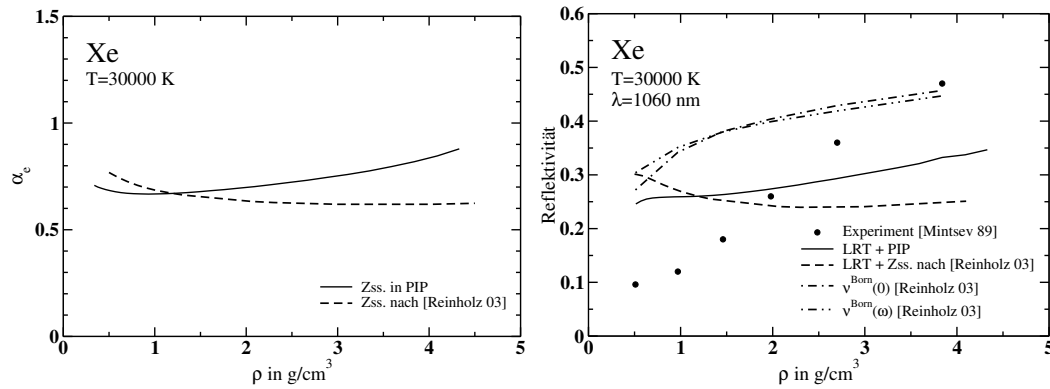 1.5
1
0.5
0
α_e
Xe
T=30000 K
Zss. in PIP
Zss. nach [Reinholz 03]
0 1 2 3 4 5
ρ in g/cm³
0.6
0.5
0.4
0.3
0.2
0.1
0.0
Reflektivität
Xe
T=30000 K
λ=1060 nm
Experiment [Mintsev 89]
LRT + PIP
LRT + Zss. nach [Reinholz 03]
ν^Born(0) [Reinholz 03]
ν^Born(ω) [Reinholz 03]
0 1 2 3 4 5
ρ in g/cm³